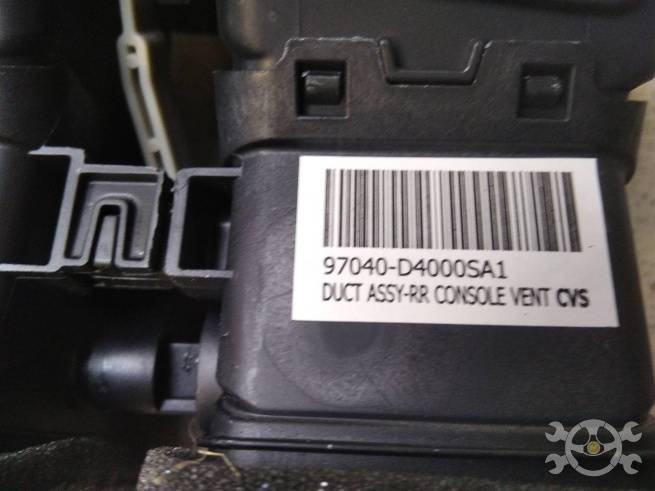 97040-D4000SA1
DUCT ASSY-RR CONSOLE VENT CVS